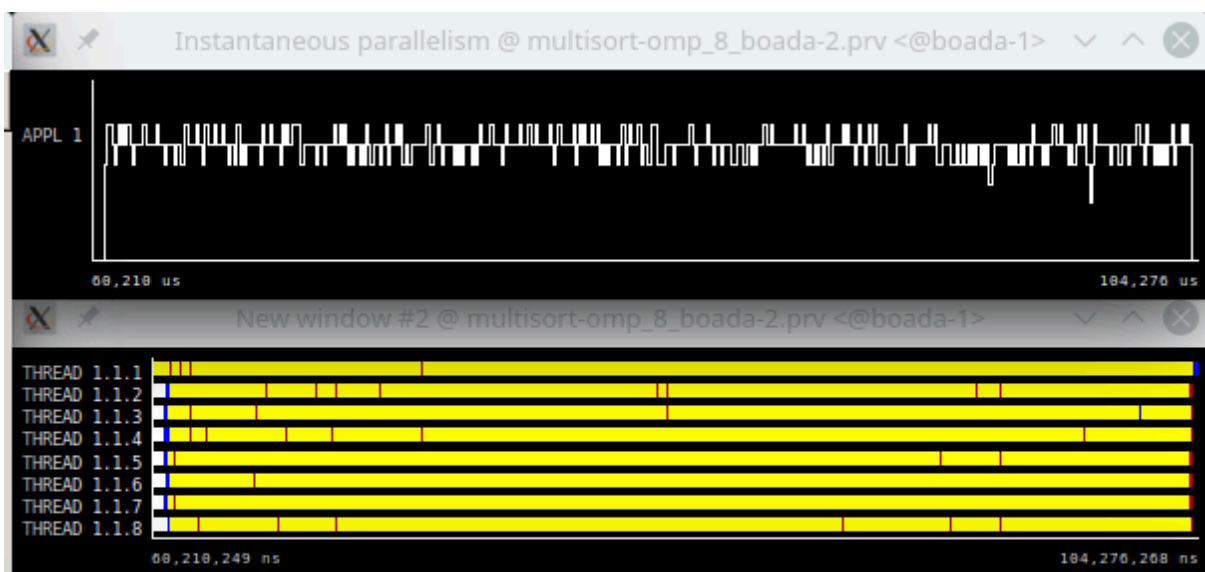 Instantaneous parallelism @ multisort-omp_8_boada-2.prv <@boada-1>
APPL 1
60,210 us
104,276 us
New window #2 @ multisort-omp_8_boada-2.prv <@boada-1>
THREAD 1.1.1
THREAD 1.1.2
THREAD 1.1.3
THREAD 1.1.4
THREAD 1.1.5
THREAD 1.1.6
THREAD 1.1.7
THREAD 1.1.8
60,210,249 ns
104,276,268 ns